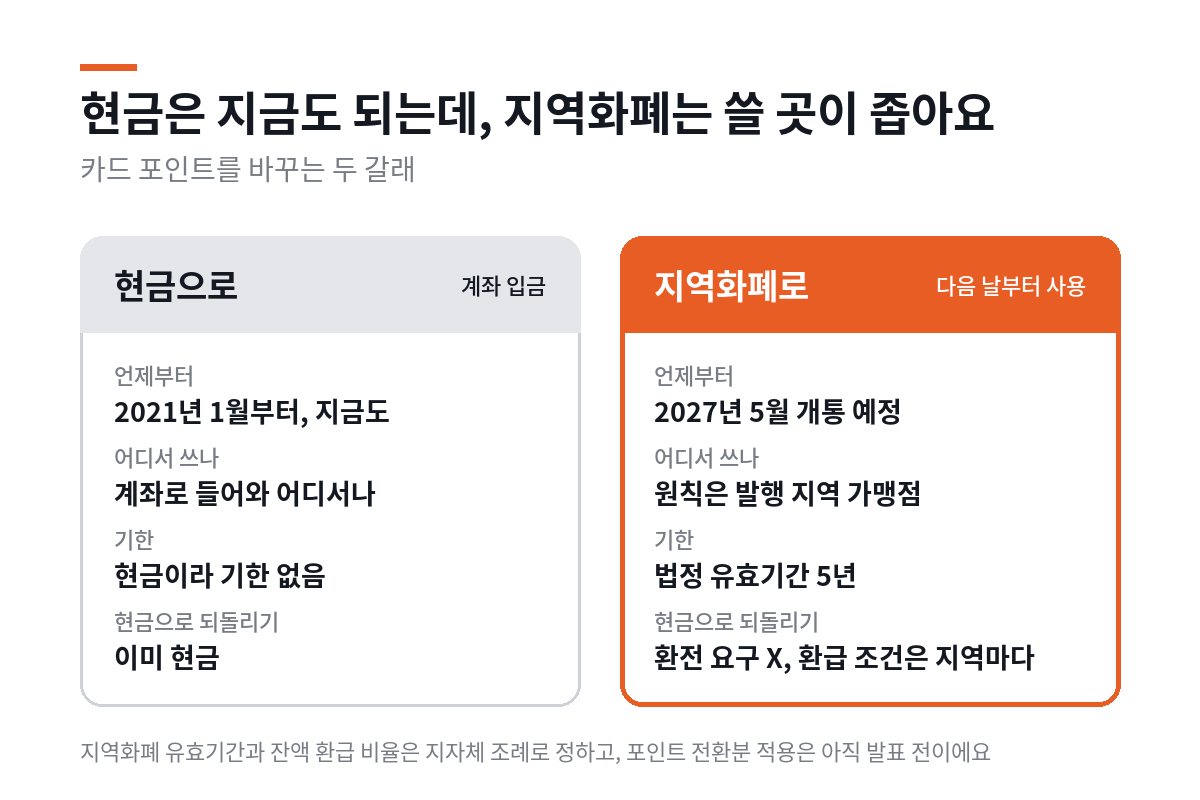 현금은 지금도 되는데, 지역화폐는 쓸 곳이 좁아요
카드 포인트를 바꾸는 두 갈래
현금으로
계좌 입금
언제부터
2021년 1월부터, 지금도
어디서 쓰나
계좌로 들어와 어디서나
기한
현금이라 기한 없음
현금으로 되돌리기
이미 현금
지역화폐로
다음 날부터 사용
언제부터
2027년 5월 개통 예정
어디서 쓰나
원칙은 발행 지역 가맹점
기한
법정 유효기간 5년
현금으로 되돌리기
환전 요구 X, 환급 조건은 지역마다
지역화폐 유효기간과 잔액 환급 비율은 지자체 조례로 정하고, 포인트 전환분 적용은 아직 발표 전이에요